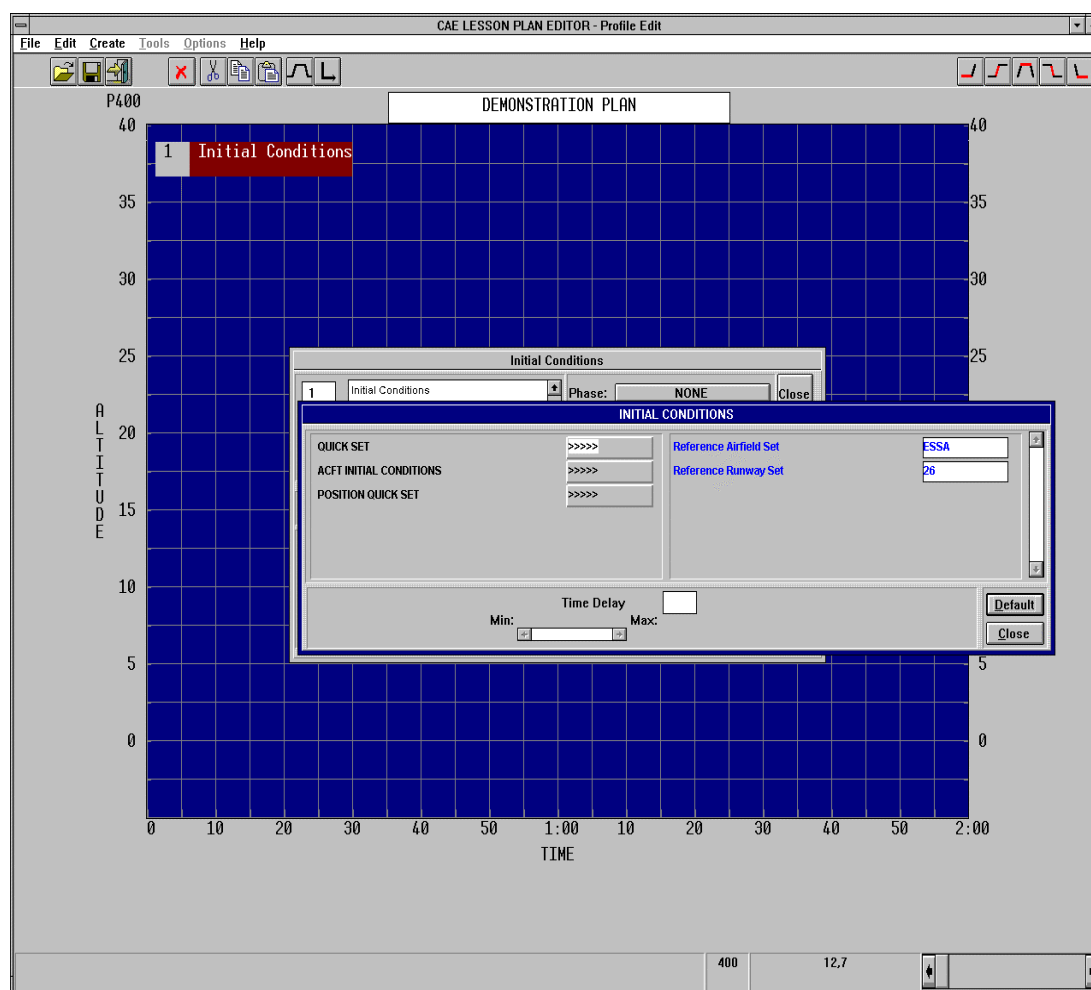 CAE LESSON PLAN EDITOR - Profile Edit
File Edit Create Tools Options Help
P400
DEMONSTRATION PLAN
40 40
1 Initial Conditions
35 35
30 30
25 25
Initial Conditions
1 Initial Conditions Phase: NONE Close
INITIAL CONDITIONS
QUICK SET >>>>> Reference Airfield Set ESSA
ACFT INITIAL CONDITIONS >>>>> Reference Runway Set 26
POSITION QUICK SET >>>>>
ALTITUDE
20
15
10
Time Delay
Min: Max:
Default
Close
5 5
0 0
0 10 20 30 40 50 1:00 10 20 30 40 50 2:00
TIME
400 12,7